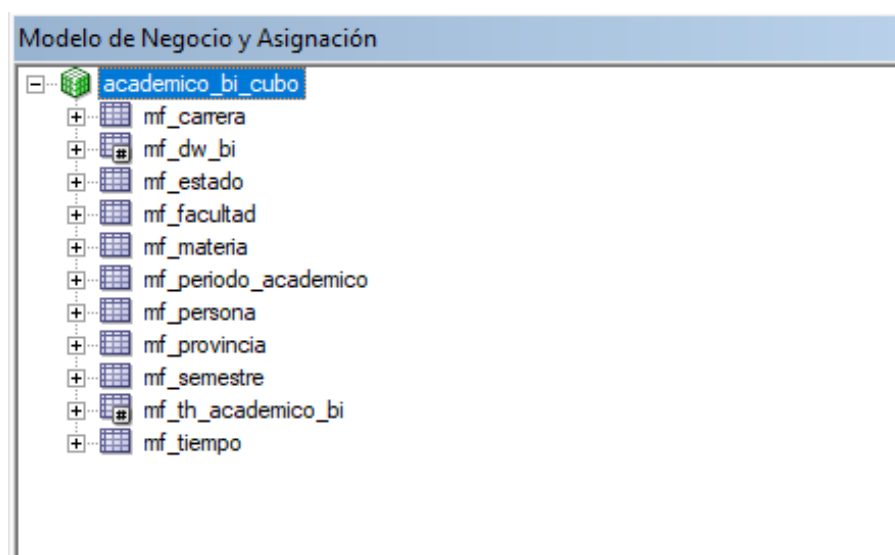 Modelo de Negocio y Asignación
academico_bi_cubo
mf_carrera
mf_dw_bi
mf_estado
mf_facultad
mf_materia
mf_periodo_academico
mf_persona
mf_provincia
mf_semestre
mf_th_academico_bi
mf_tiempo